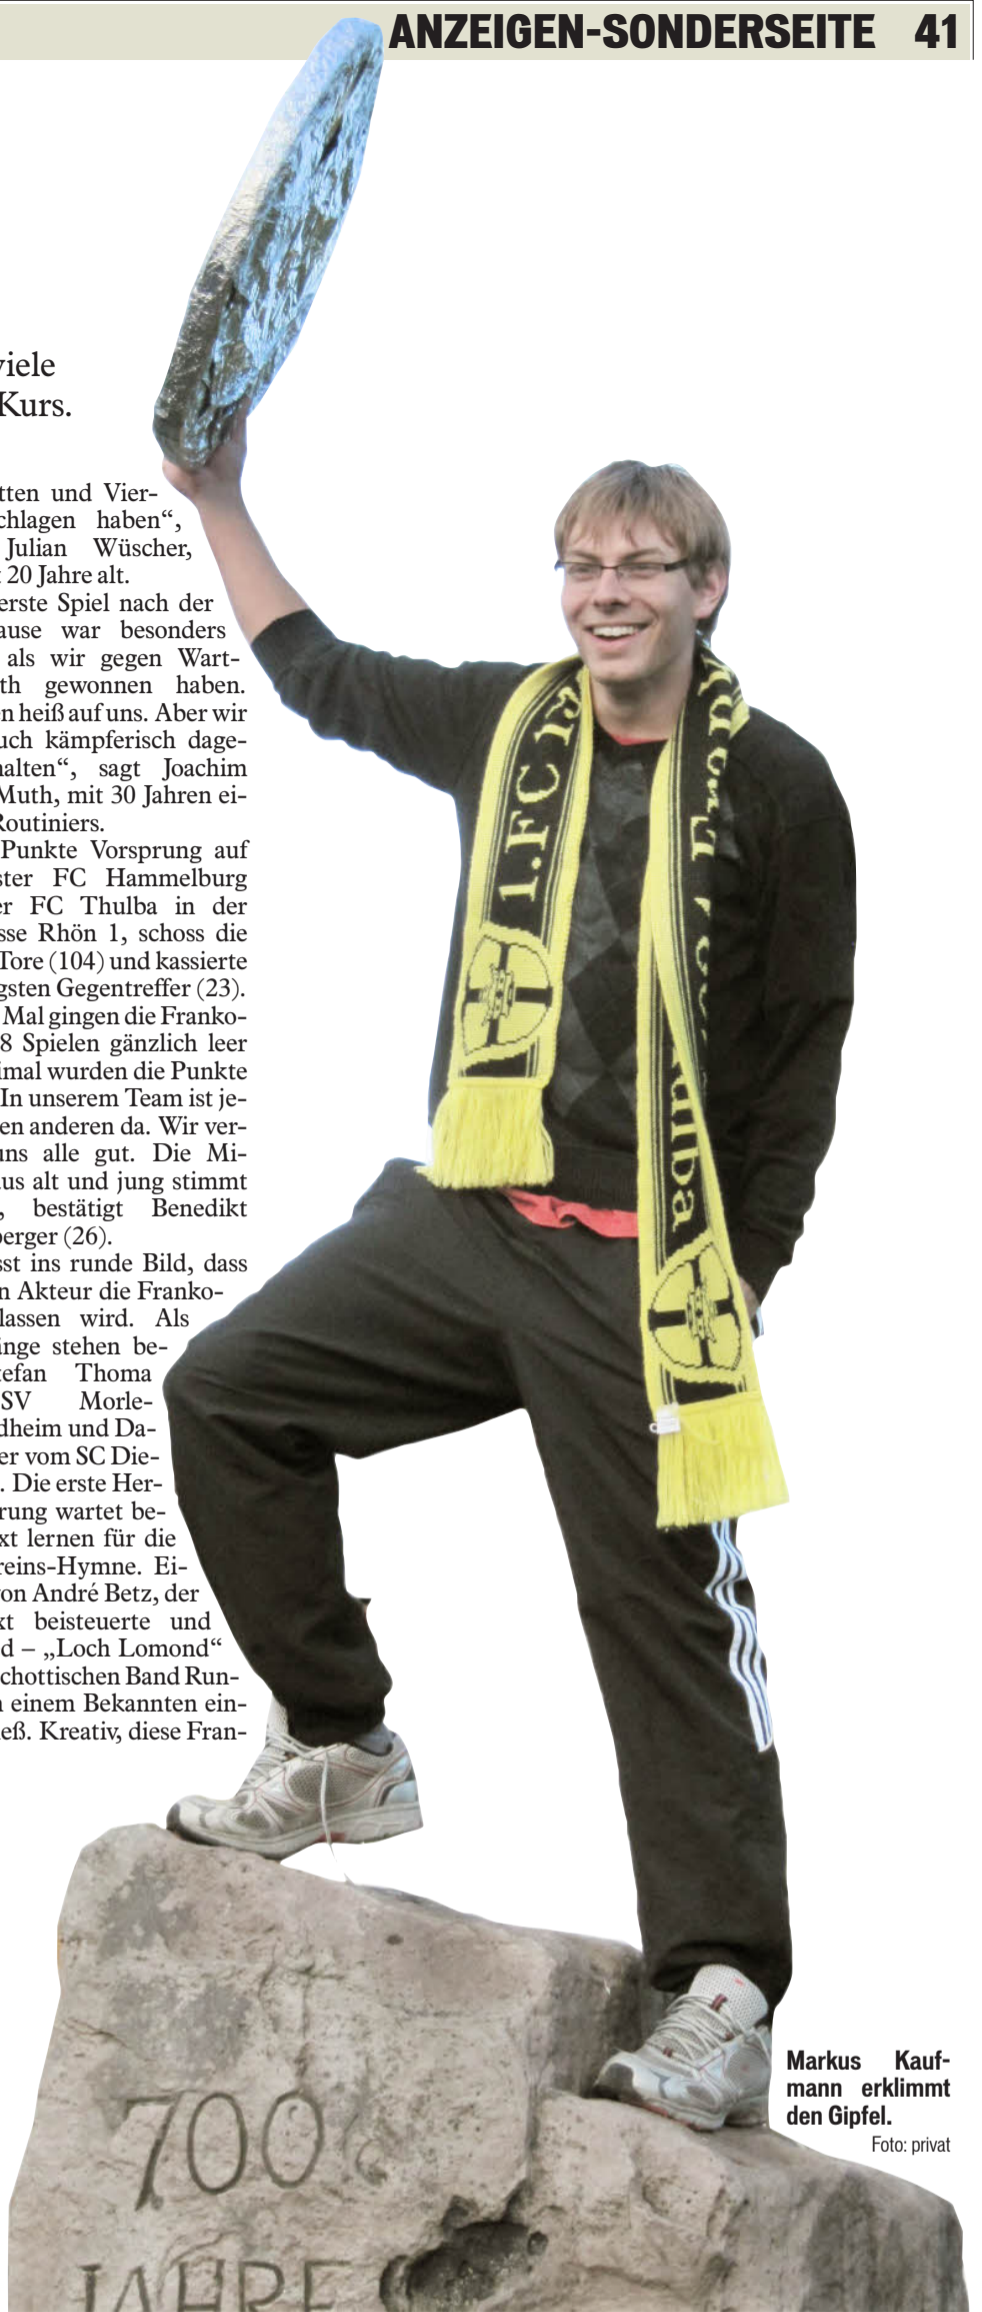 ANZEIGEN-SONDERSEITE 41
viele
Kurs.
tten und Vier-
chlagen haben“,
Julian Wüscher,
t 20 Jahre alt.
erste Spiel nach der
ause war besonders
als wir gegen Wart-
th gewonnen haben.
n heiß auf uns. Aber wir
uch kämpferisch dage-
halten“, sagt Joachim
Muth, mit 30 Jahren ei-
Routiniers.
Punkte Vorsprung auf
ster FC Hammelburg
er FC Thulba in der
sse Rhön 1, schoss die
Tore (104) und kassierte
gsten Gegentreffer (23).
Mal gingen die Franko-
8 Spielen gänzlich leer
imal wurden die Punkte
In unserem Team ist je-
en anderen da. Wir ver-
uns alle gut. Die Mi-
us alt und jung stimmt
, bestätigt Benedikt
berger (26).
sst ins runde Bild, dass
n Akteur die Franko-
lassen wird. Als
inge stehen be-
tefan Thoma
SV Morle-
dheim und Da-
er vom SC Die-
. Die erste Her-
rung wartet be-
xt lernen für die
reins-Hymne. Ei-
von André Betz, der
xt beisteuerte und
d – „Loch Lomond“
chottischen Band Run-
n einem Bekannten ein-
eß. Kreativ, diese Fran-
1.FC
ulba
Markus Kauf-
mann erklimmt
den Gipfel.
Foto: privat
700
JAHRE